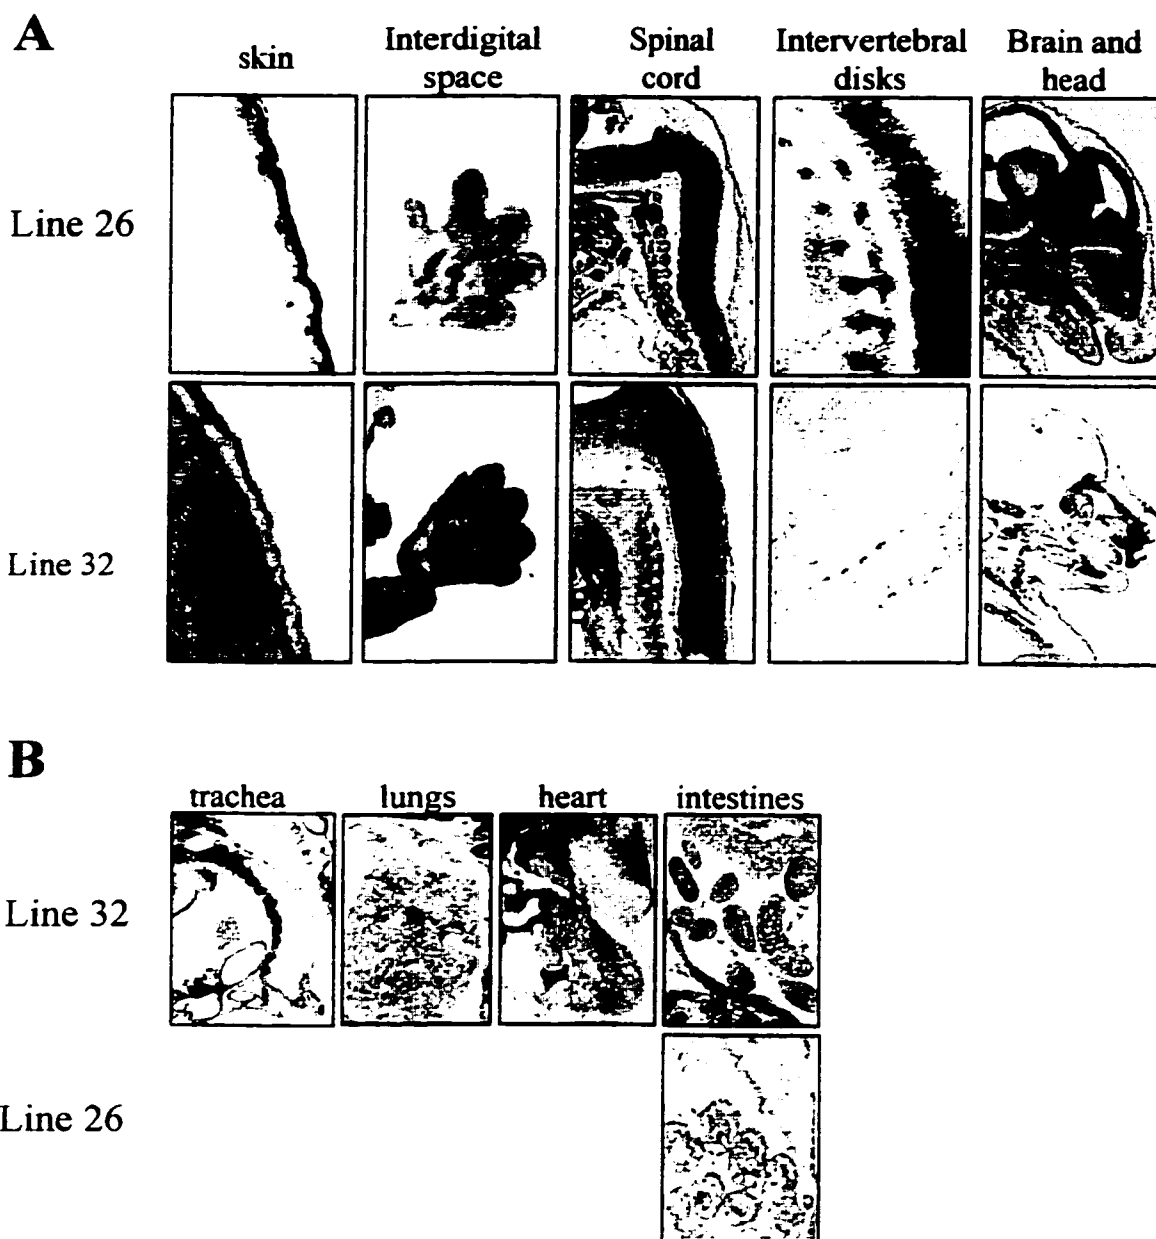 A
skin
Interdigital
space
Spinal
cord
Intervertebral
disks
Brain and
head
Line 26
Line 32
B
trachea
lungs
heart
intestines
Line 32
Line 26